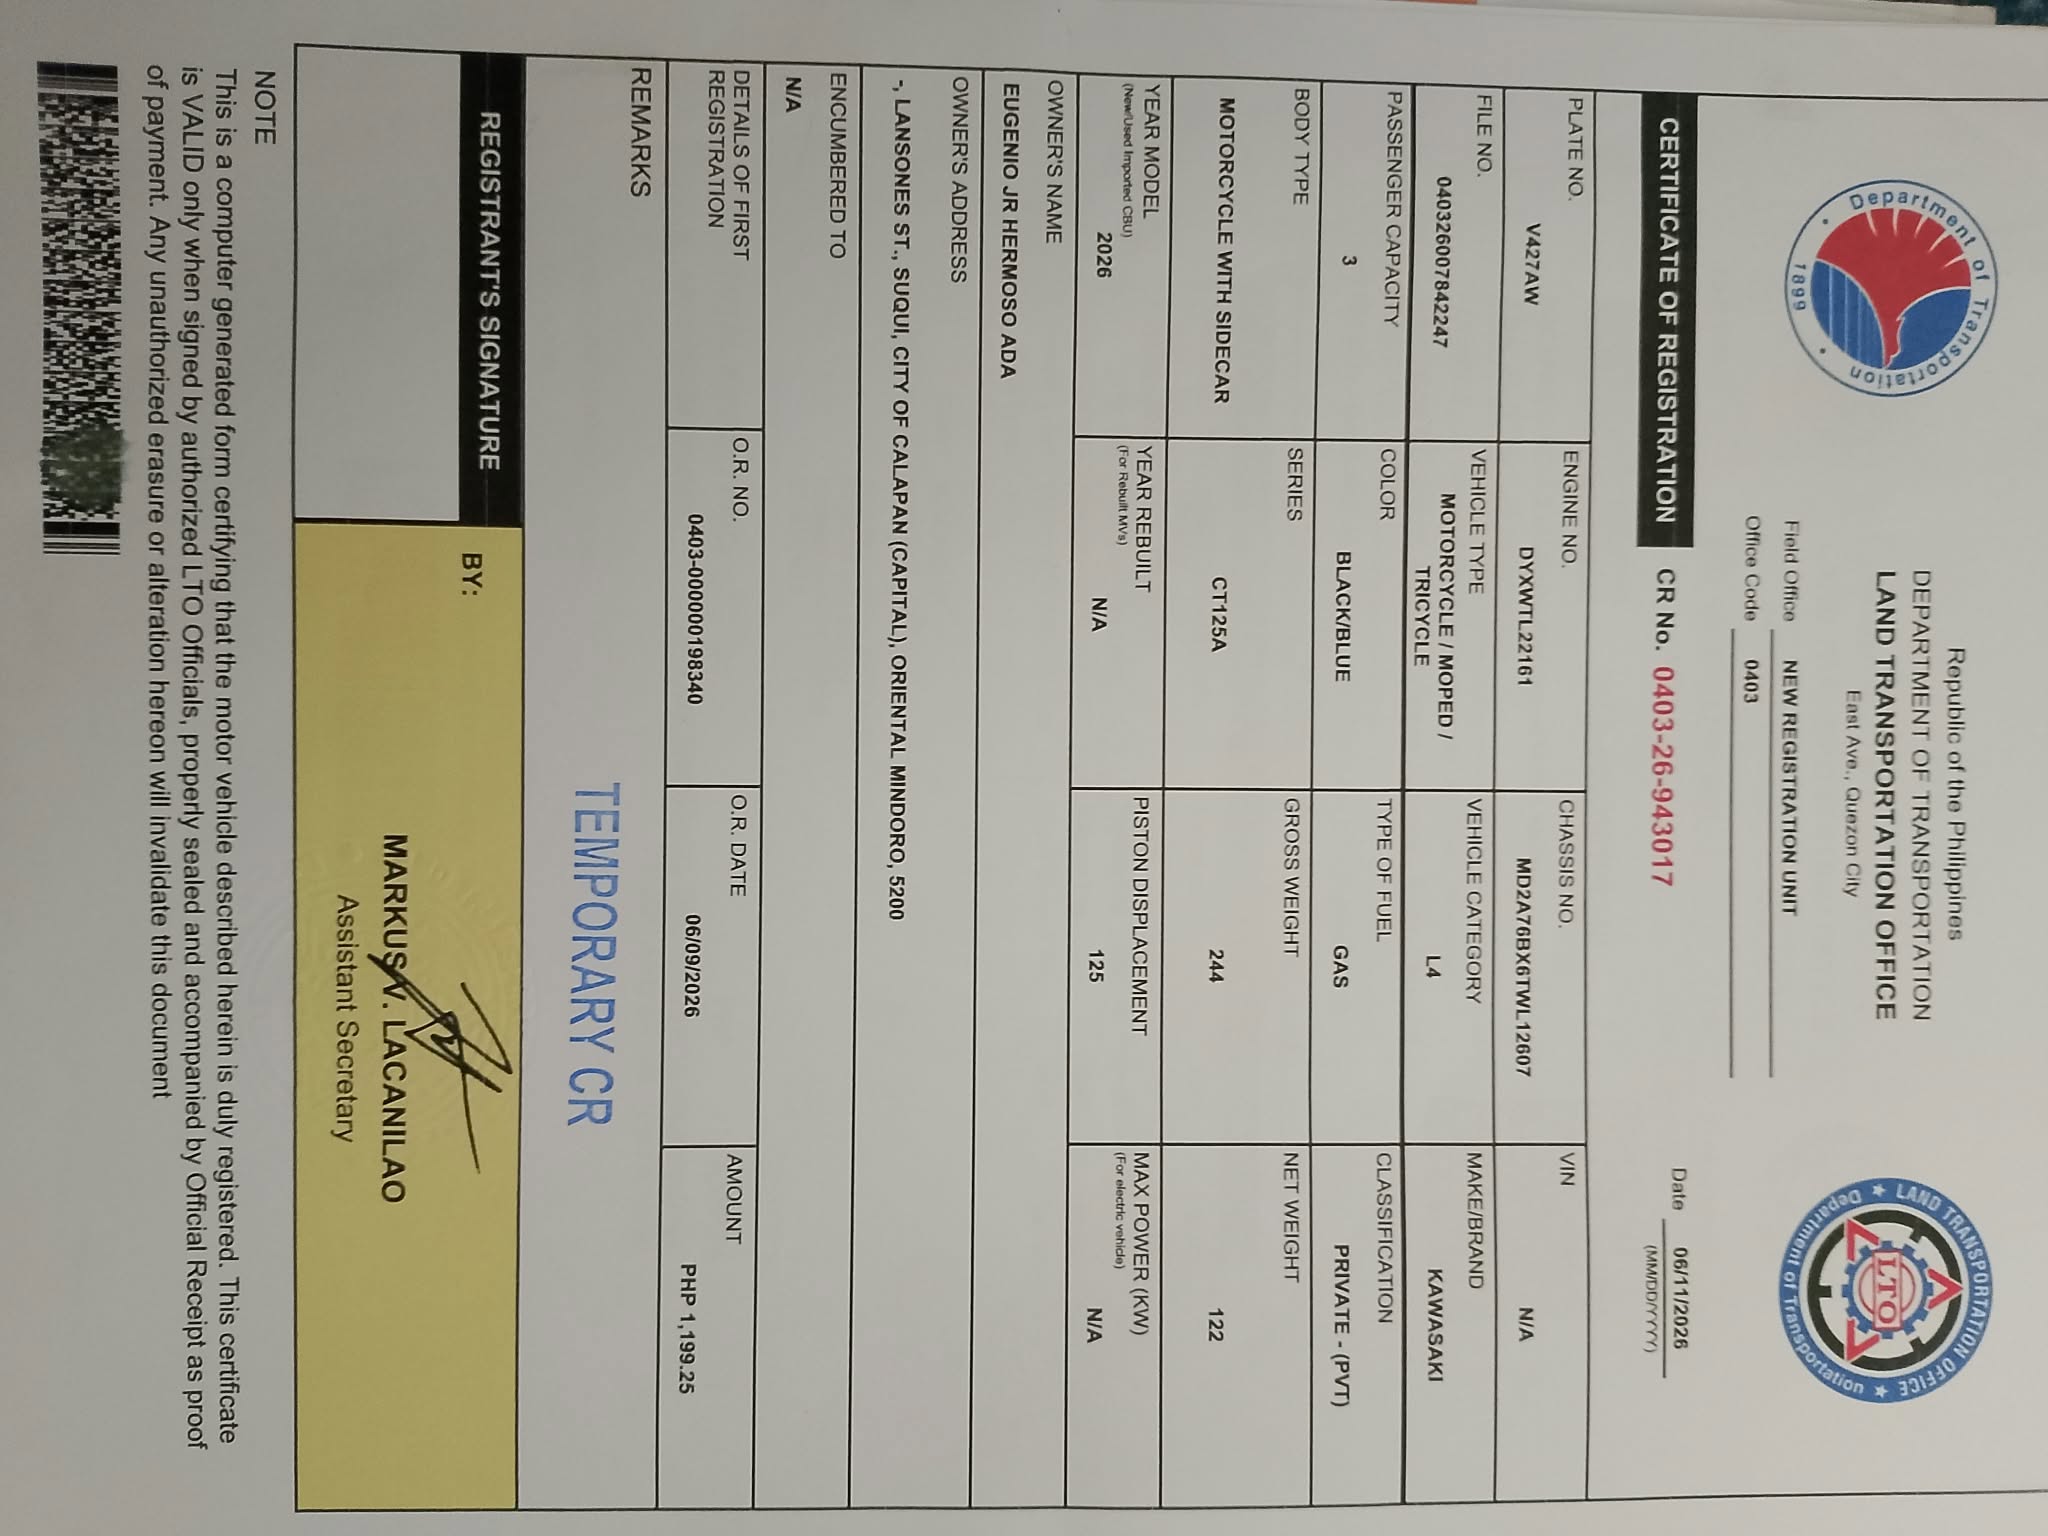 Department of Transportation
1899
Republic of the Philippines
DEPARTMENT OF TRANSPORTATION
LAND TRANSPORTATION OFFICE
East Ave., Quezon City
LAND TRANSPORTATION OFFICE
LTO
Department of Transportation
Field Office NEW REGISTRATION UNIT
Office Code 0403
CERTIFICATE OF REGISTRATION CR No. 0403-26-943017
Date 06/11/2026
(MM/DD/YYYY)
PLATE NO. ENGINE NO. CHASSIS NO. VIN
V427AW DYXWTL22161 MD2A76BX6TWL12607 N/A
FILE NO. VEHICLE TYPE VEHICLE CATEGORY MAKE/BRAND
040326007842247 MOTORCYCLE / MOPED / TRICYCLE L4 KAWASAKI
PASSENGER CAPACITY COLOR TYPE OF FUEL CLASSIFICATION
3 BLACK/BLUE GAS PRIVATE - (PVT)
BODY TYPE SERIES GROSS WEIGHT NET WEIGHT
MOTORCYCLE WITH SIDECAR CT125A 244 122
YEAR MODEL YEAR REBUILT PISTON DISPLACEMENT MAX POWER (KW)
(New/Used Imported CBU) (For Rebuilt MVs) (For electric vehicle)
2026 N/A 125 N/A
OWNER'S NAME
EUGENIO JR HERMOSO ADA
OWNER'S ADDRESS
-, LANSONES ST., SUQUI, CITY OF CALAPAN (CAPITAL), ORIENTAL MINDORO, 5200
ENCUMBERED TO
N/A
DETAILS OF FIRST REGISTRATION O.R. NO. O.R. DATE AMOUNT
0403-000000198340 06/09/2026 PHP 1,199.25
REMARKS
TEMPORARY CR
REGISTRANT'S SIGNATURE
BY:
MARKUS V. LACANILAO
Assistant Secretary
NOTE
This is a computer generated form certifying that the motor vehicle described herein is duly registered. This certificate
is VALID only when signed by authorized LTO Officials, properly sealed and accompanied by Official Receipt as proof
of payment. Any unauthorized erasure or alteration hereon will invalidate this document